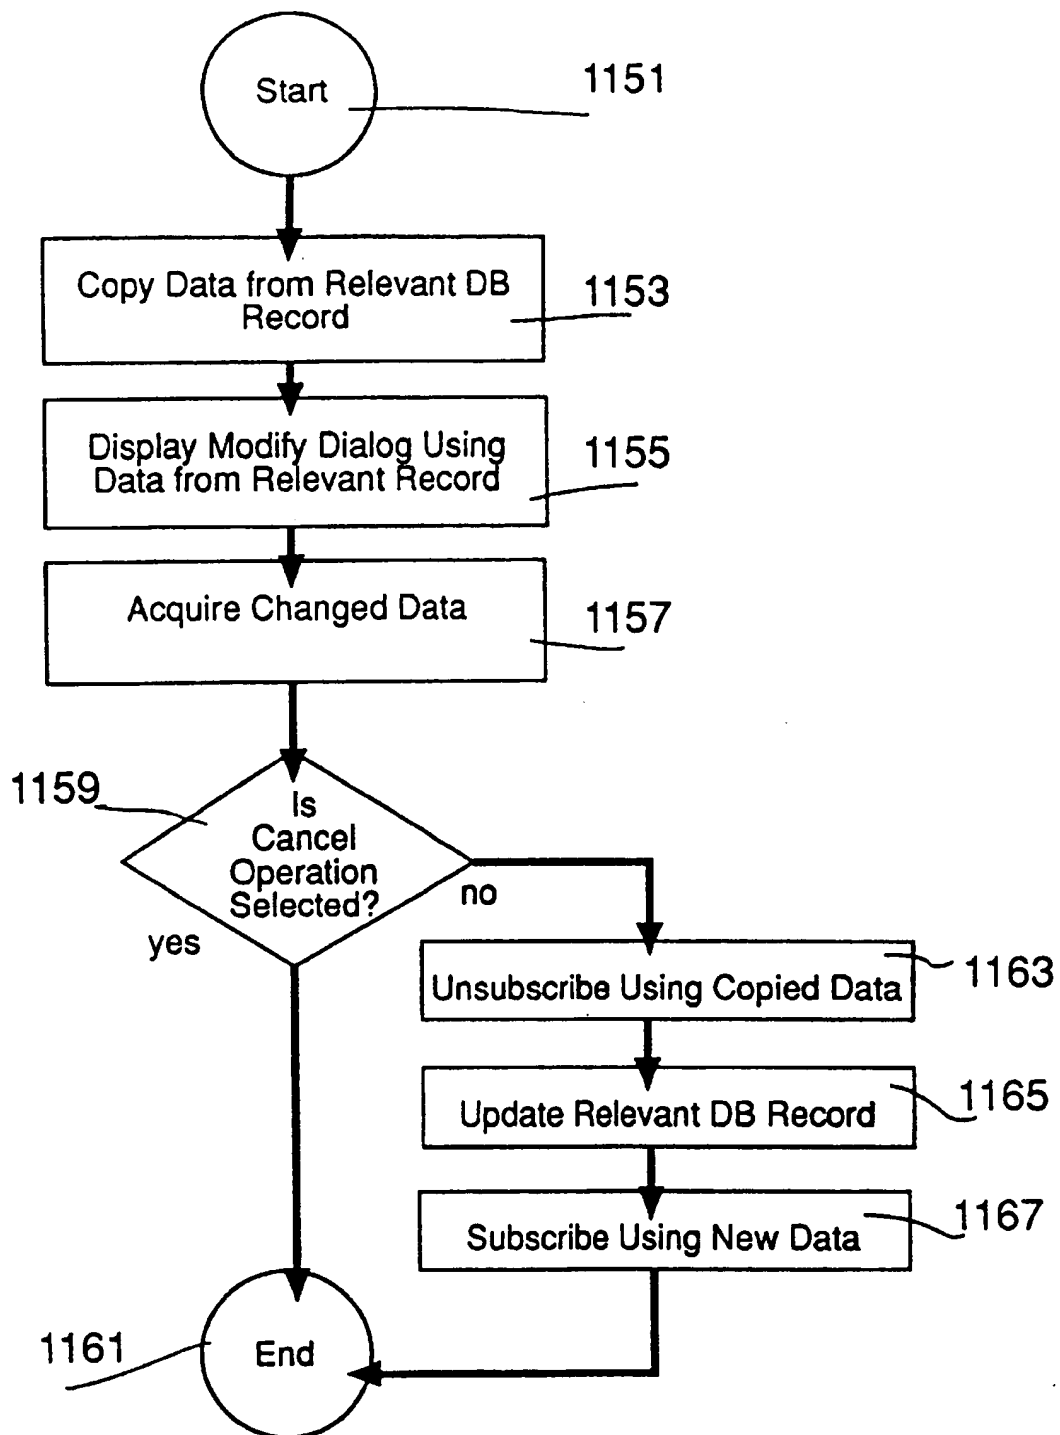 Start
1151
Copy Data from Relevant DB
Record
1153
Display Modify Dialog Using
Data from Relevant Record
1155
Acquire Changed Data
1157
1159
Is
Cancel
Operation
Selected?
yes
no
Unsubscribe Using Copied Data
1163
Update Relevant DB Record
1165
Subscribe Using New Data
1167
1161
End